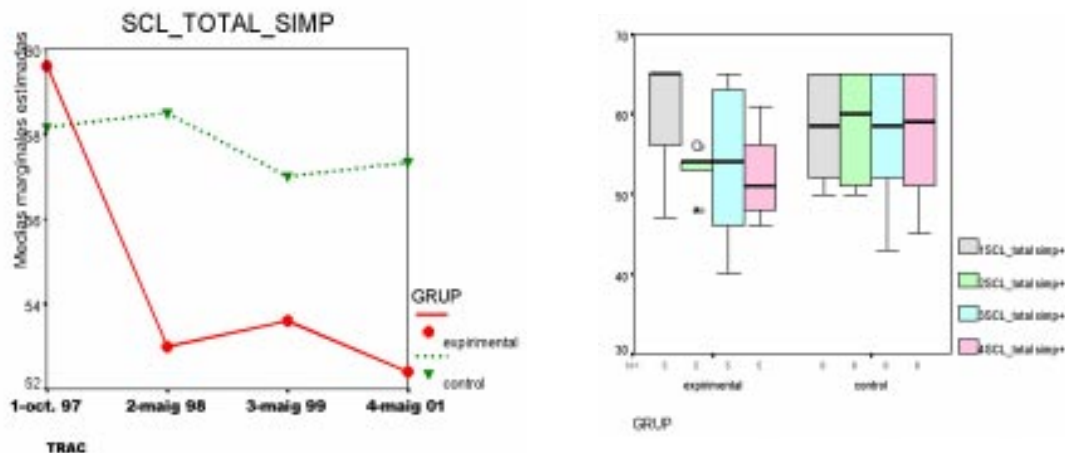 SCL_TOTAL_SIMP
Medias marginales estimadas
60
58
56
54
52
1-oct. 97
2-maig 98
3-maig 99
4-maig 01
TRAC
GRUP
expirimental
control
70
60
50
40
30
expirimental
control
GRUP
1SCL_total simp+
2SCL_total simp+
3SCL_total simp+
4SCL_total simp+